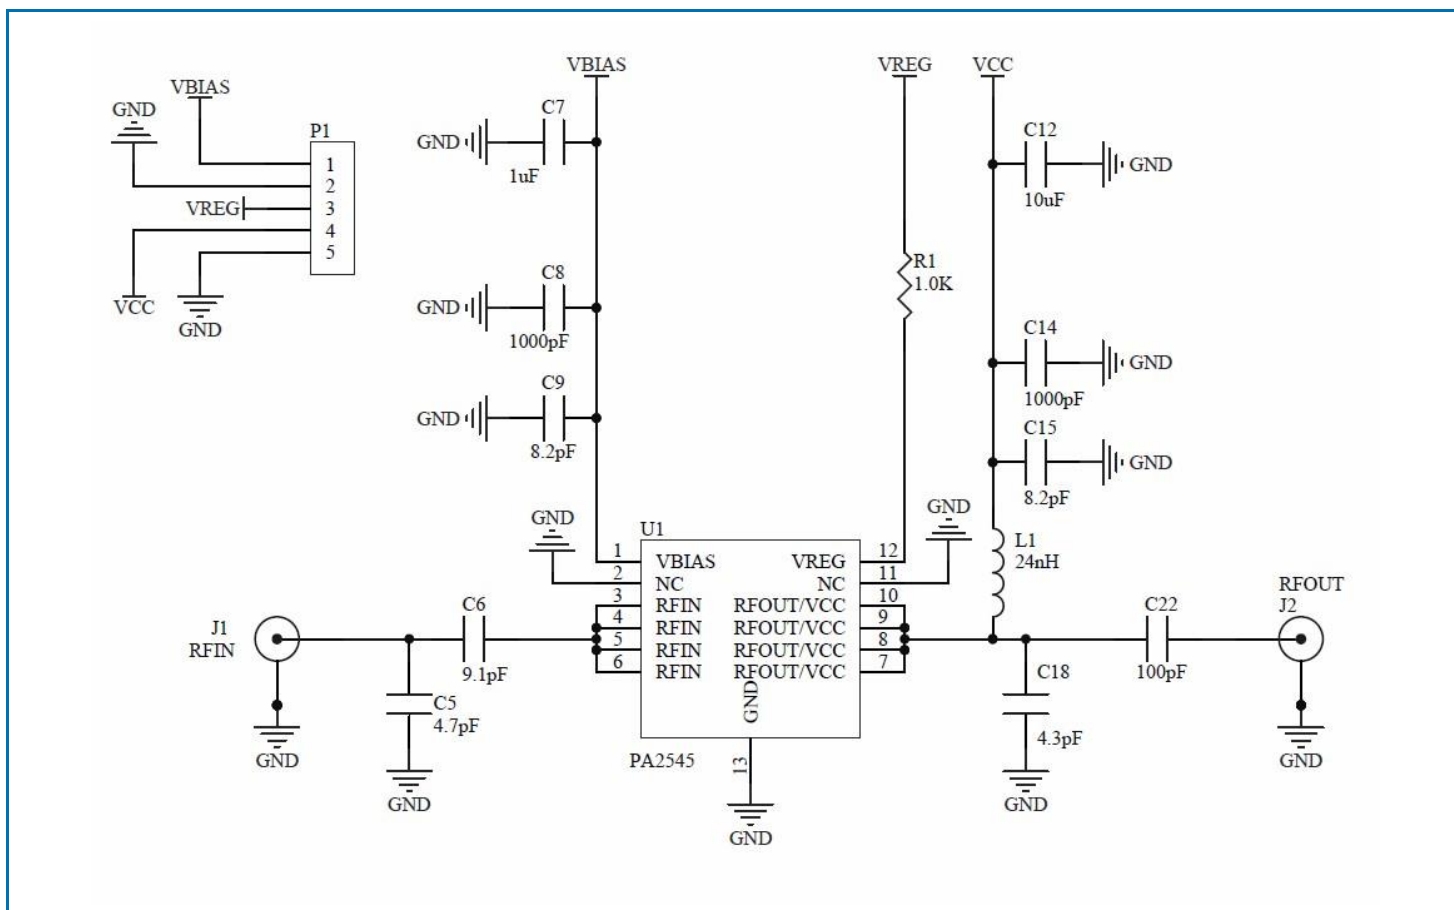 VBIAS
VREG
VCC
VBIAS
GND
P1
1
2
3
4
5
VREG
VCC
GND
C7
GND
1uF
C8
GND
1000pF
C9
GND
8.2pF
R1
1.0K
C12
GND
10uF
C14
GND
1000pF
C15
GND
8.2pF
L1
24nH
GND
GND
U1
1 VBIAS
2 NC
3 RFIN
4 RFIN
5 RFIN
6 RFIN
VREG 12
NC 11
RFOUT/VCC 10
RFOUT/VCC 9
RFOUT/VCC 8
RFOUT/VCC 7
GND
13
PA2545
GND
J1
RFIN
GND
C6
9.1pF
C5
4.7pF
GND
C18
4.3pF
GND
C22
100pF
RFOUT
J2
GND